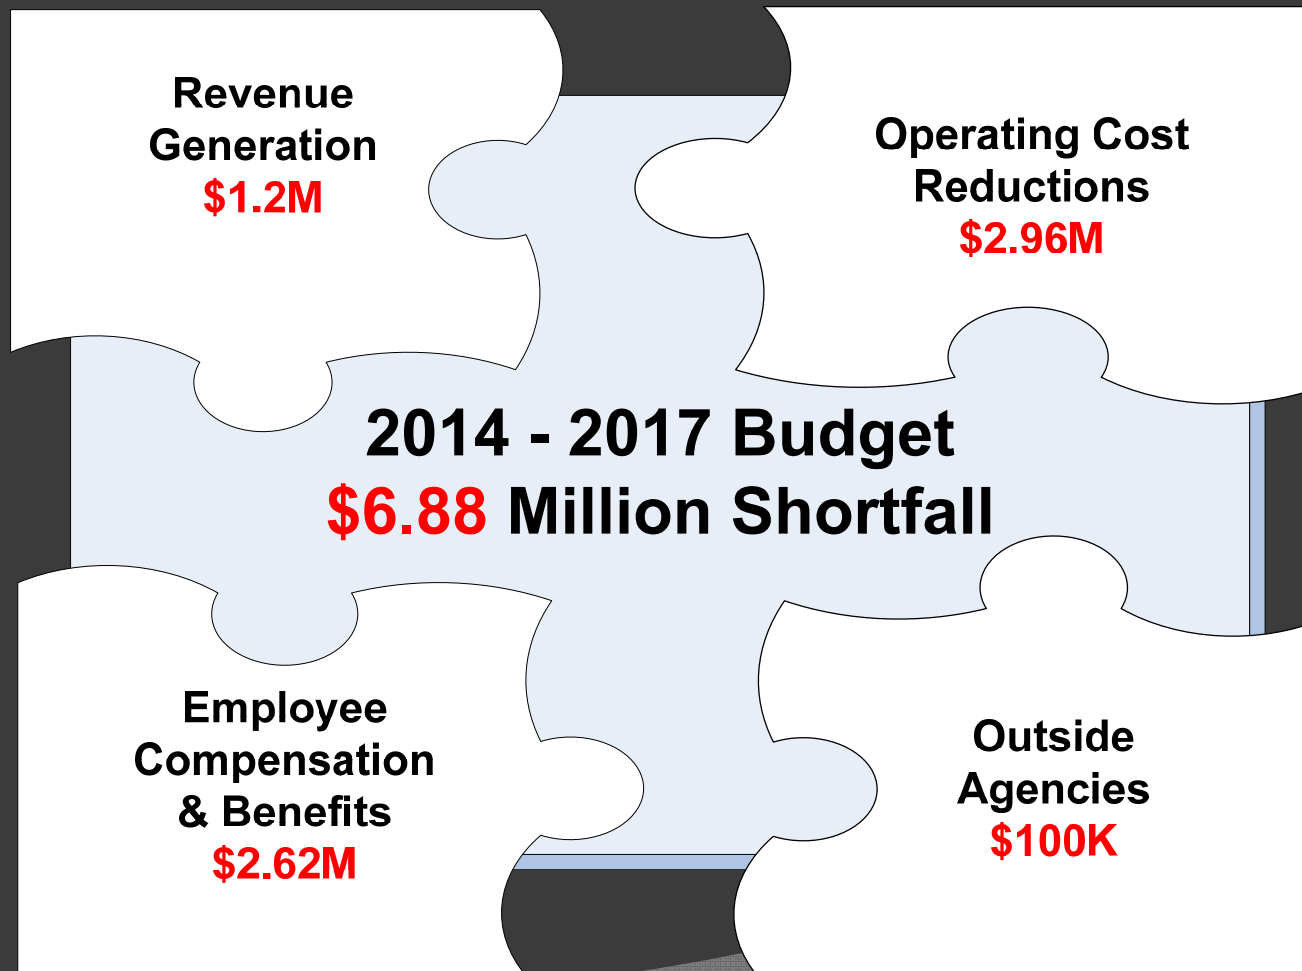 Revenue
Generation
$1.2M
Operating Cost
Reductions
$2.96M
2014 - 2017 Budget
$6.88 Million Shortfall
Employee
Compensation
& Benefits
$2.62M
Outside
Agencies
$100K